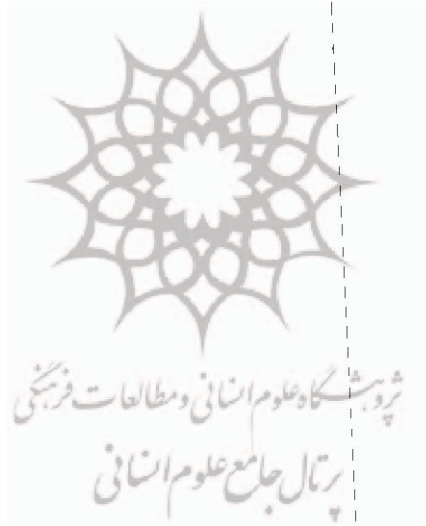 پژوهشگاه علوم انسانی و مطالعات فرهنگی
پرتال جامع علوم انسانی